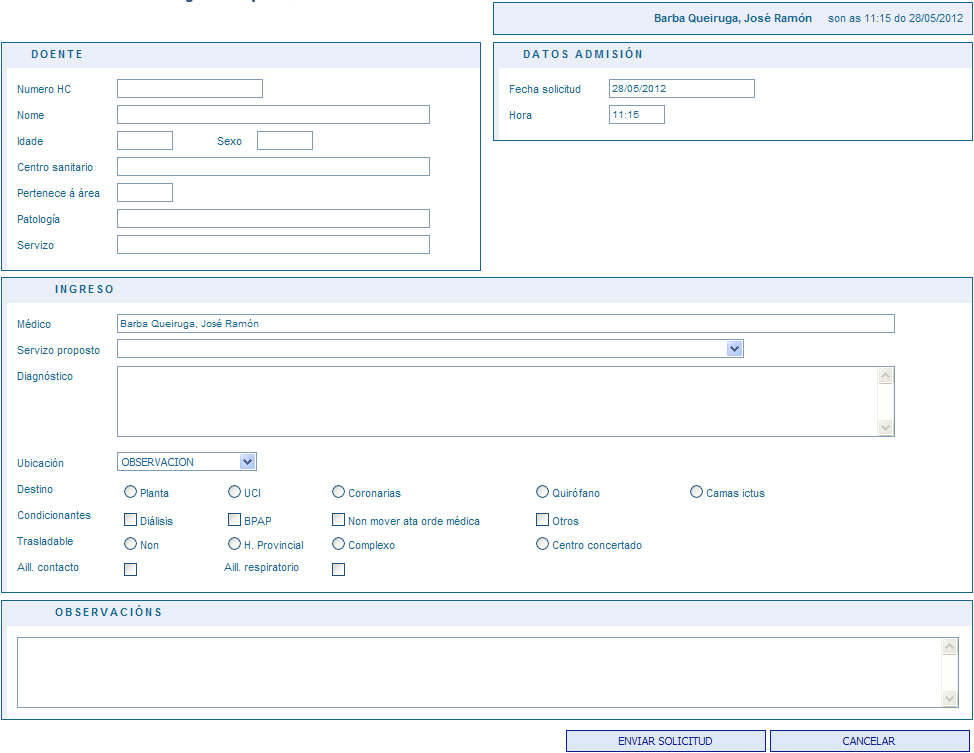 Barba Queiruga, José Ramón son as 11:15 do 28/05/2012
DOENTE
Numero HC
Nome
Idade Sexo
Centro sanitario
Pertenece á área
Patología
Servizo
DATOS ADMISIÓN
Fecha solicitud 28/05/2012
Hora 11:15
INGRESO
Médico Barba Queiruga, José Ramón
Servizo proposto
Diagnóstico
Ubicación OBSERVACION
Destino Planta UCI Coronarias Quirófano Camas ictus
Condicionantes Diálisis BPAP Non mover ata orde médica Otros
Trasladable Non H. Provincial Complexo Centro concertado
Aill. contacto Aill. respiratorio
OBSERVACIÓNS
ENVIAR SOLICITUD CANCELAR